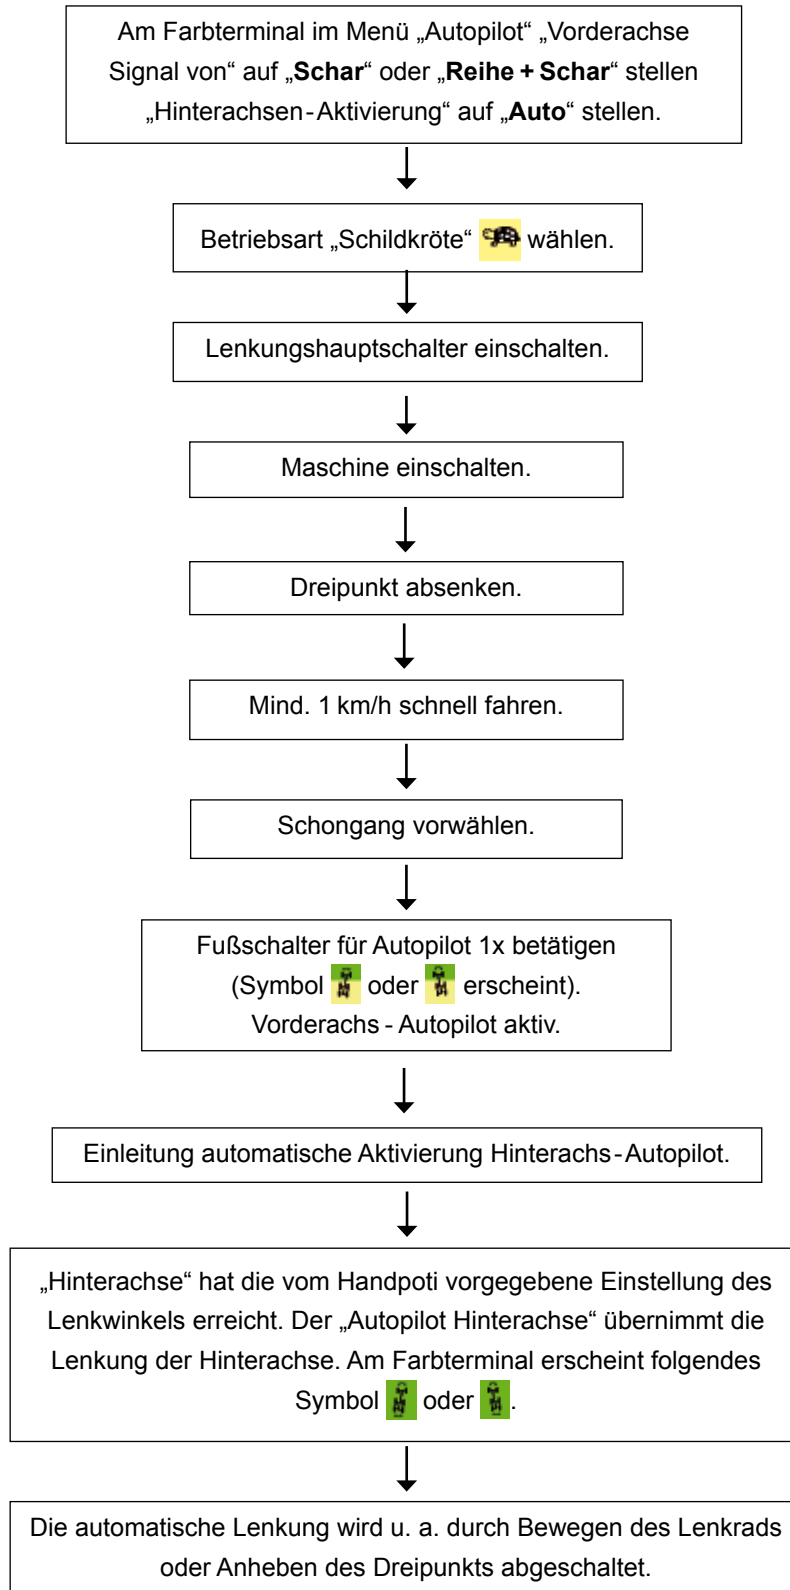 Am Farbterminal im Menü „Autopilot“ „Vorderachse
Signal von“ auf „Schar“ oder „Reihe + Schar“ stellen
„Hinterachsen-Aktivierung“ auf „Auto“ stellen.
Betriebsart „Schildkröte“ wählen.
Lenkungshauptschalter einschalten.
Maschine einschalten.
Dreipunkt absenken.
Mind. 1 km/h schnell fahren.
Schongang vorwählen.
Fußschalter für Autopilot 1x betätigen
(Symbol oder erscheint).
Vorderachs - Autopilot aktiv.
Einleitung automatische Aktivierung Hinterachs-Autopilot.
„Hinterachse“ hat die vom Handpoti vorgegebene Einstellung des
Lenkwinkels erreicht. Der „Autopilot Hinterachse“ übernimmt die
Lenkung der Hinterachse. Am Farbterminal erscheint folgendes
Symbol oder .
Die automatische Lenkung wird u. a. durch Bewegen des Lenkrads
oder Anheben des Dreipunkts abgeschaltet.